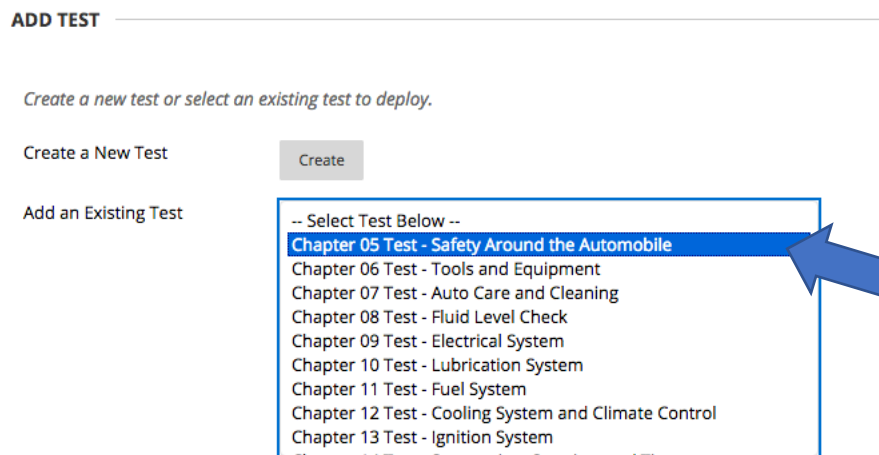 ADD TEST
Create a new test or select an existing test to deploy.
Create a New Test
Create
Add an Existing Test
-- Select Test Below --
Chapter 05 Test - Safety Around the Automobile
Chapter 06 Test - Tools and Equipment
Chapter 07 Test - Auto Care and Cleaning
Chapter 08 Test - Fluid Level Check
Chapter 09 Test - Electrical System
Chapter 10 Test - Lubrication System
Chapter 11 Test - Fuel System
Chapter 12 Test - Cooling System and Climate Control
Chapter 13 Test - Ignition System